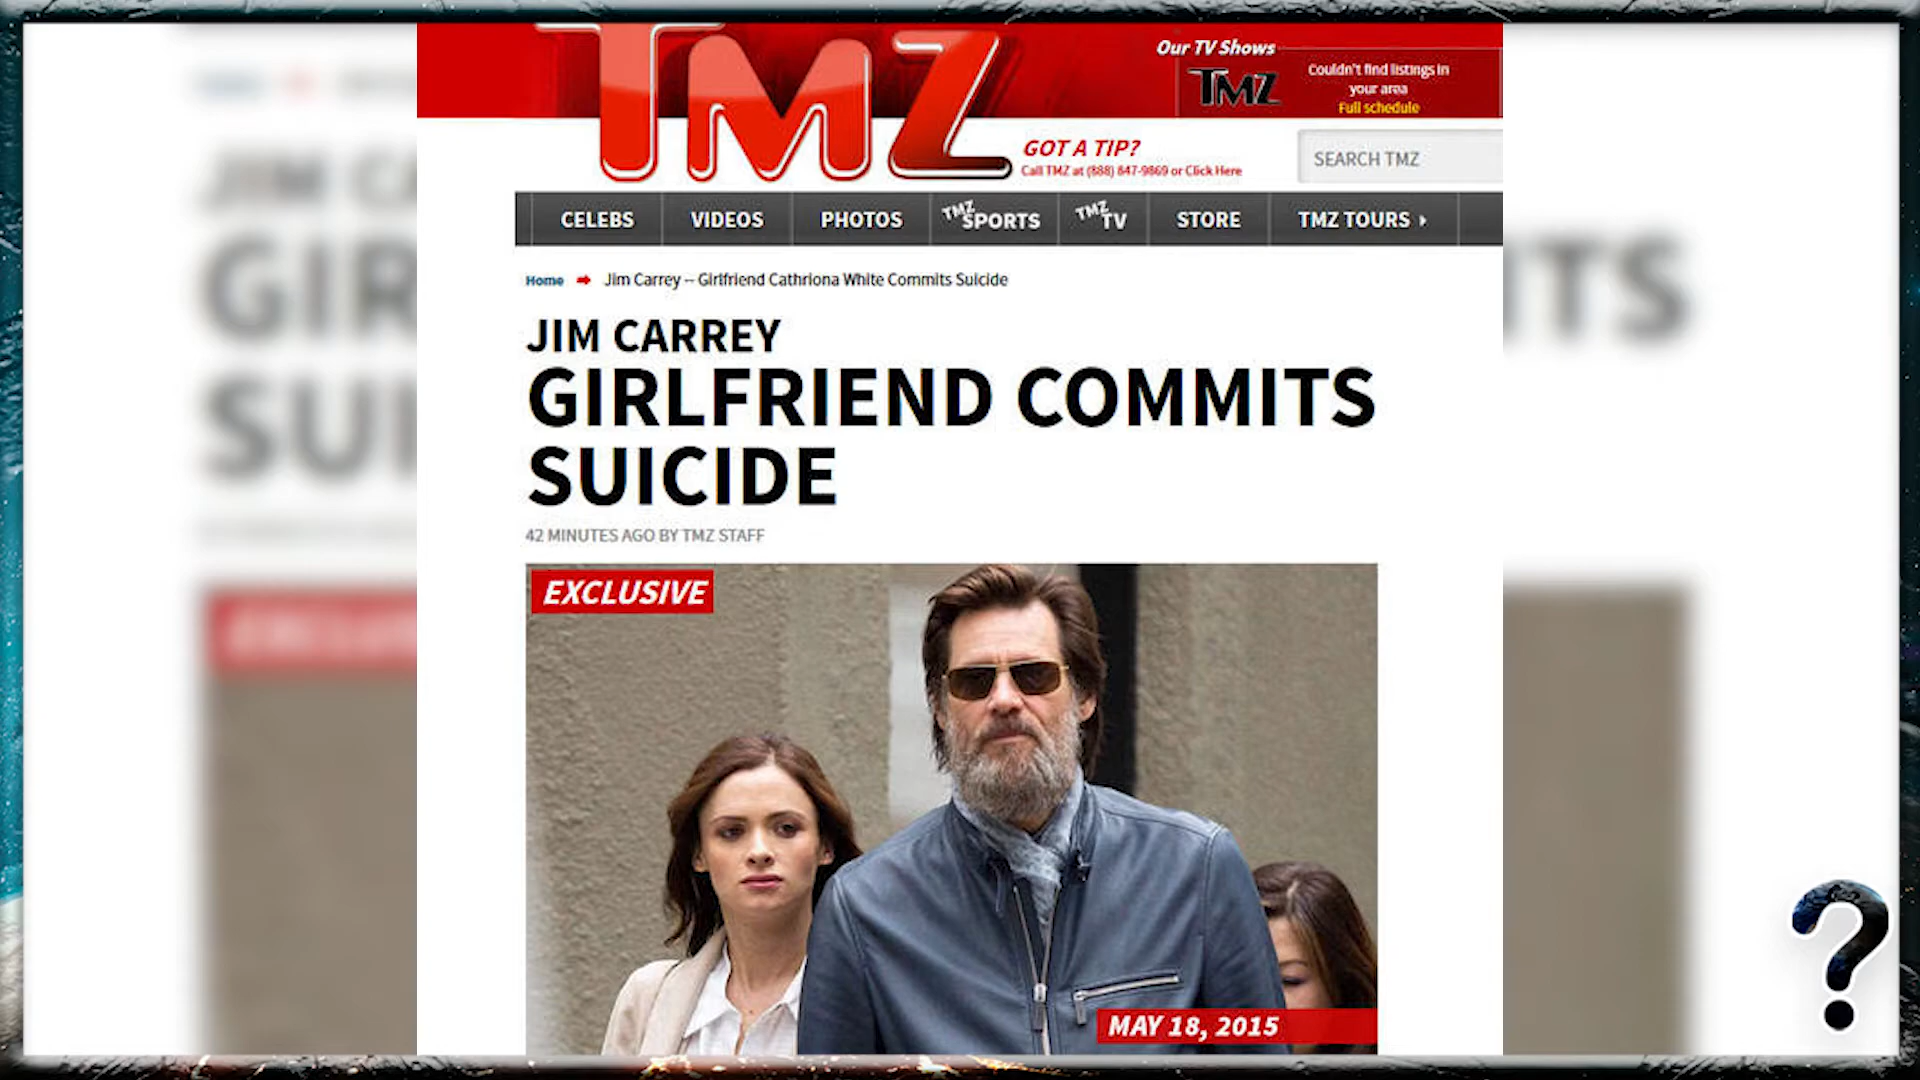 TMZ
Our TV Shows
TMZ
Couldn't find listings in
your area
Full schedule
GOT A TIP?
Call TMZ at (888) 847-9869 or Click Here
SEARCH TMZ
CELEBS VIDEOS PHOTOS TMZ SPORTS TMZ TV STORE TMZ TOURS
Home Jim Carrey -- Girlfriend Cathriona White Commits Suicide
JIM CARREY
GIRLFRIEND COMMITS
SUICIDE
42 MINUTES AGO BY TMZ STAFF
EXCLUSIVE
MAY 18, 2015
?